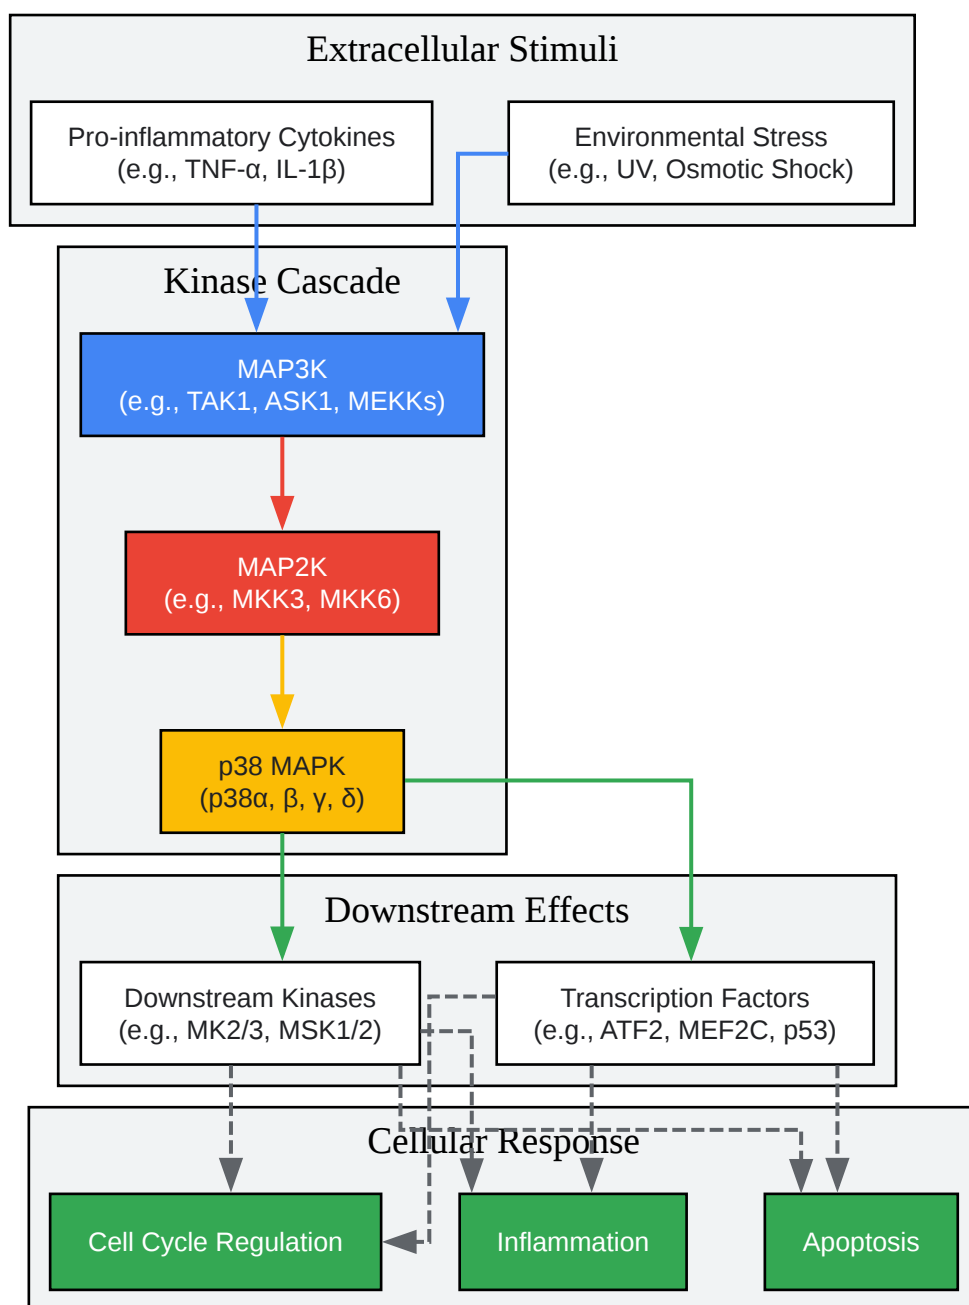 Extracellular Stimuli
Pro-inflammatory Cytokines
(e.g., TNF-α, IL-1β)
Environmental Stress
(e.g., UV, Osmotic Shock)
Kinase Cascade
MAP3K
(e.g., TAK1, ASK1, MEKKs)
MAP2K
(e.g., MKK3, MKK6)
p38 MAPK
(p38α, β, γ, δ)
Downstream Effects
Downstream Kinases
(e.g., MK2/3, MSK1/2)
Transcription Factors
(e.g., ATF2, MEF2C, p53)
Cellular Response
Cell Cycle Regulation
Inflammation
Apoptosis